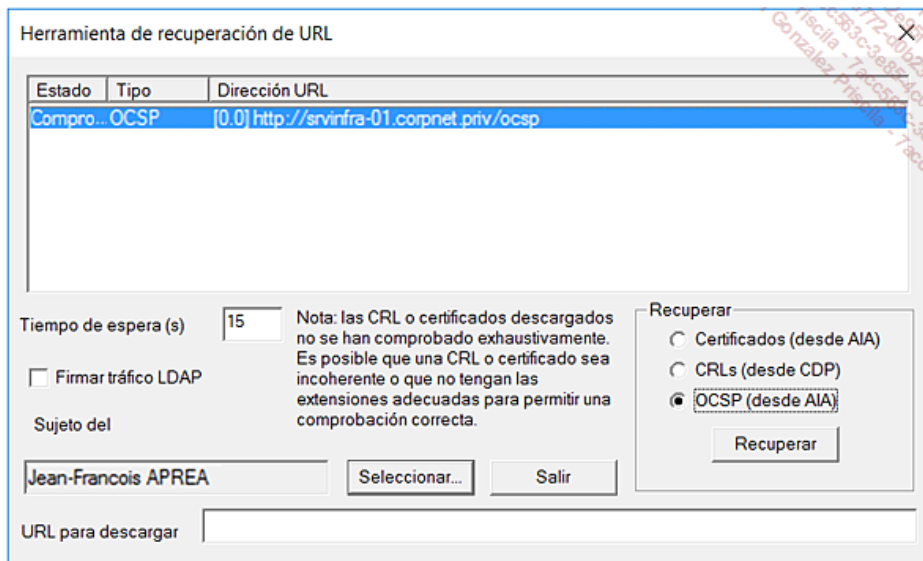 Herramienta de recuperación de URL
Estado Tipo Dirección URL
Compro... OCSP [0.0] http://srvinfra-01.corpnet.priv/ocsp
Tiempo de espera (s) 15
Nota: las CRL o certificados descargados
no se han comprobado exhaustivamente.
Es posible que una CRL o certificado sea
incoherente o que no tengan las
extensiones adecuadas para permitir una
comprobación correcta.
Firmar tráfico LDAP
Sujeto del
Jean-Francois APREA
Seleccionar...
Salir
Recuperar
Certificados (desde AIA)
CRLs (desde CDP)
OCSP (desde AIA)
Recuperar
URL para descargar
Gonzalez Priscila